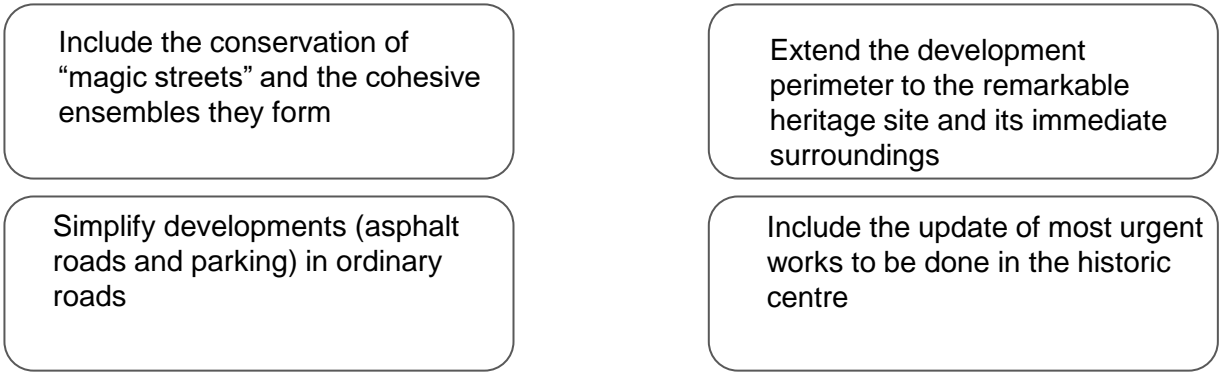 Include the conservation of
“magic streets” and the cohesive
ensembles they form
Extend the development
perimeter to the remarkable
heritage site and its immediate
surroundings
Simplify developments (asphalt
roads and parking) in ordinary
roads
Include the update of most urgent
works to be done in the historic
centre